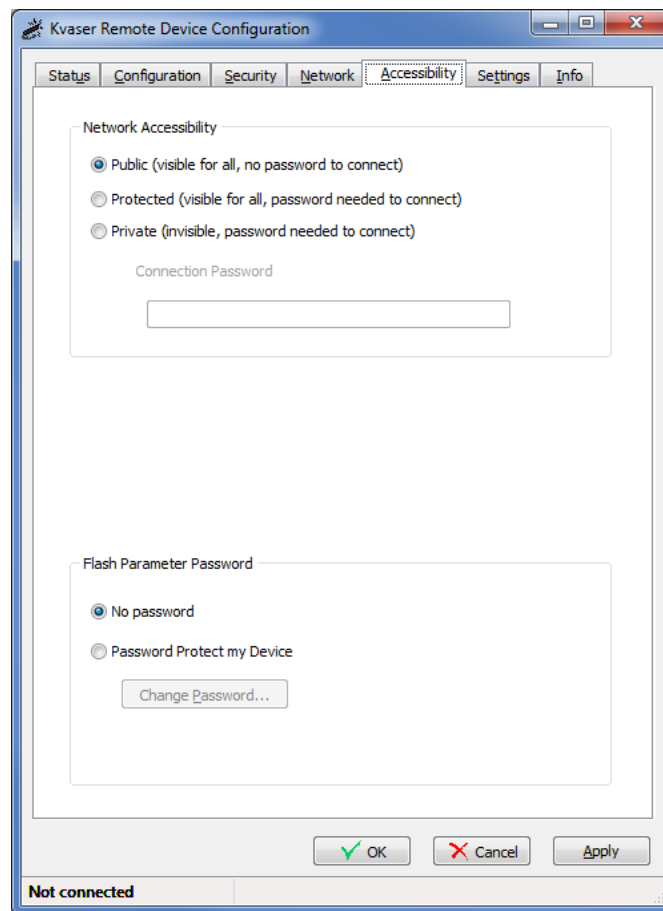 Kvaser Remote Device Configuration
Status Configuration Security Network Accessibility Settings Info
Network Accessibility
Public (visible for all, no password to connect)
Protected (visible for all, password needed to connect)
Private (invisible, password needed to connect)
Connection Password
Flash Parameter Password
No password
Password Protect my Device
Change Password...
OK Cancel Apply
Not connected